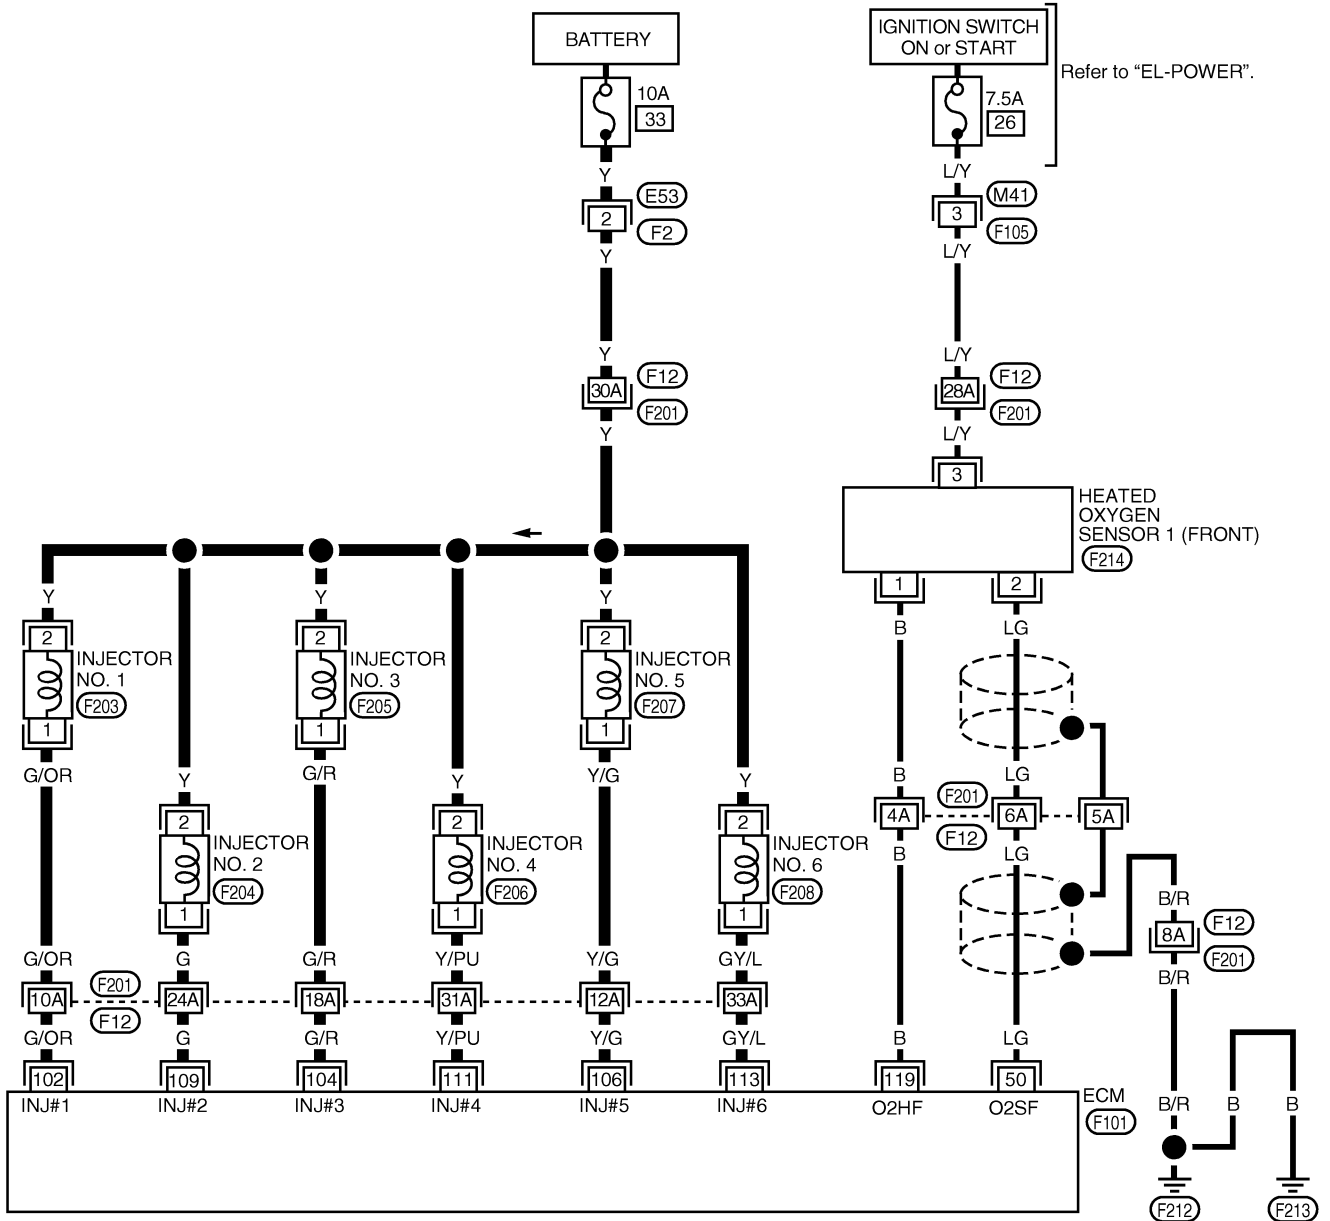 BATTERY
IGNITION SWITCH
ON or START
Refer to “EL-POWER”.
10A
33
7.5A
26
Y
L/Y
E53
2
F2
M41
3
F105
Y
L/Y
Y
L/Y
30A
F12
F201
28A
F12
F201
Y
L/Y
3
HEATED
OXYGEN
SENSOR 1 (FRONT)
F214
1
2
B
LG
Y
Y
Y
2
INJECTOR
NO. 1
F203
1
2
INJECTOR
NO. 3
F205
1
2
INJECTOR
NO. 5
F207
1
G/OR
Y
G/R
Y
Y/G
Y
B
LG
F201
4A
6A
5A
F12
B
LG
2
INJECTOR
NO. 2
F204
1
2
INJECTOR
NO. 4
F206
1
2
INJECTOR
NO. 6
F208
1
B/R
8A
F12
F201
B/R
G/OR
G
G/R
Y/PU
Y/G
GY/L
10A
F201
F12
24A
18A
31A
12A
33A
G/OR
G
G/R
Y/PU
Y/G
GY/L
B
LG
102
109
104
111
106
113
119
50
INJ#1
INJ#2
INJ#3
INJ#4
INJ#5
INJ#6
O2HF
O2SF
ECM
F101
B/R
B
B
F212
F213